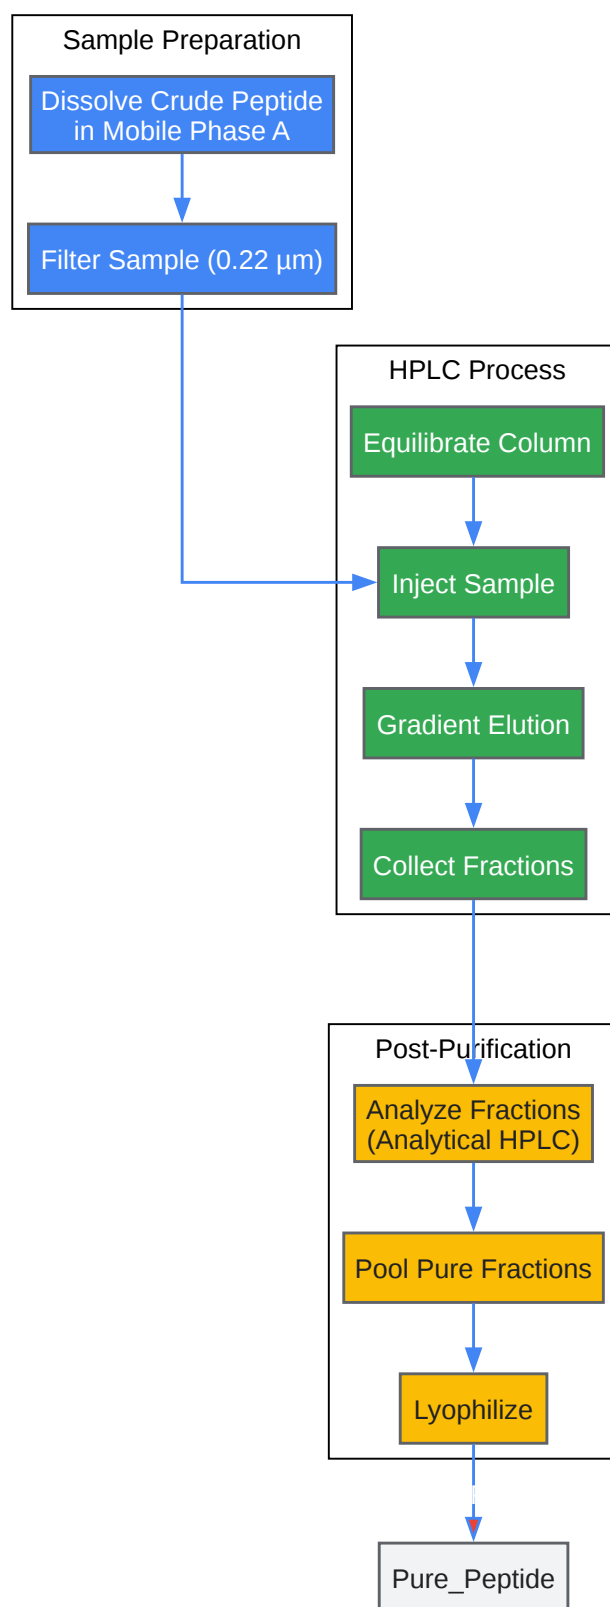 Sample Preparation
Dissolve Crude Peptide
in Mobile Phase A
Filter Sample (0.22 µm)
HPLC Process
Equilibrate Column
Inject Sample
Gradient Elution
Collect Fractions
Post-Purification
Analyze Fractions
(Analytical HPLC)
Pool Pure Fractions
Lyophilize
Pure_Peptide